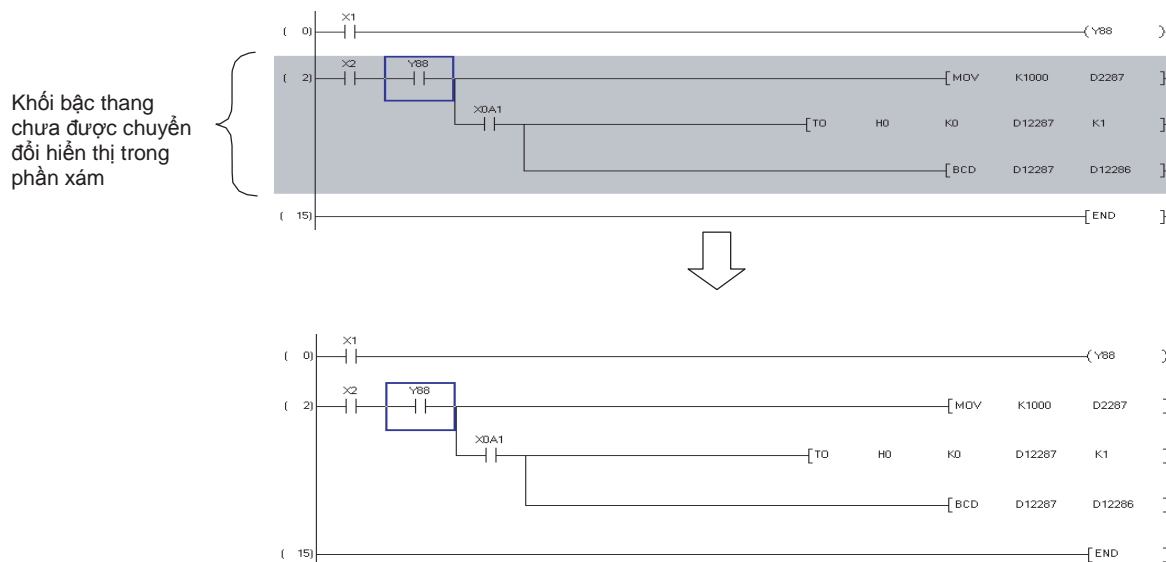 X1
( 0) ( Y88 )
Khối bậc thang
chưa được chuyển
đổi hiển thị trong
phần xám
X2 Y88
( 2) [ MOV K1000 D2287 ]
X0A1
[ TO H0 K0 D12287 K1 ]
[ BCD D12287 D12286 ]
( 15) [ END ]
X1
( 0) ( Y88 )
X2 Y88
( 2) [ MOV K1000 D2287 ]
X0A1
[ TO H0 K0 D12287 K1 ]
[ BCD D12287 D12286 ]
( 15) [ END ]